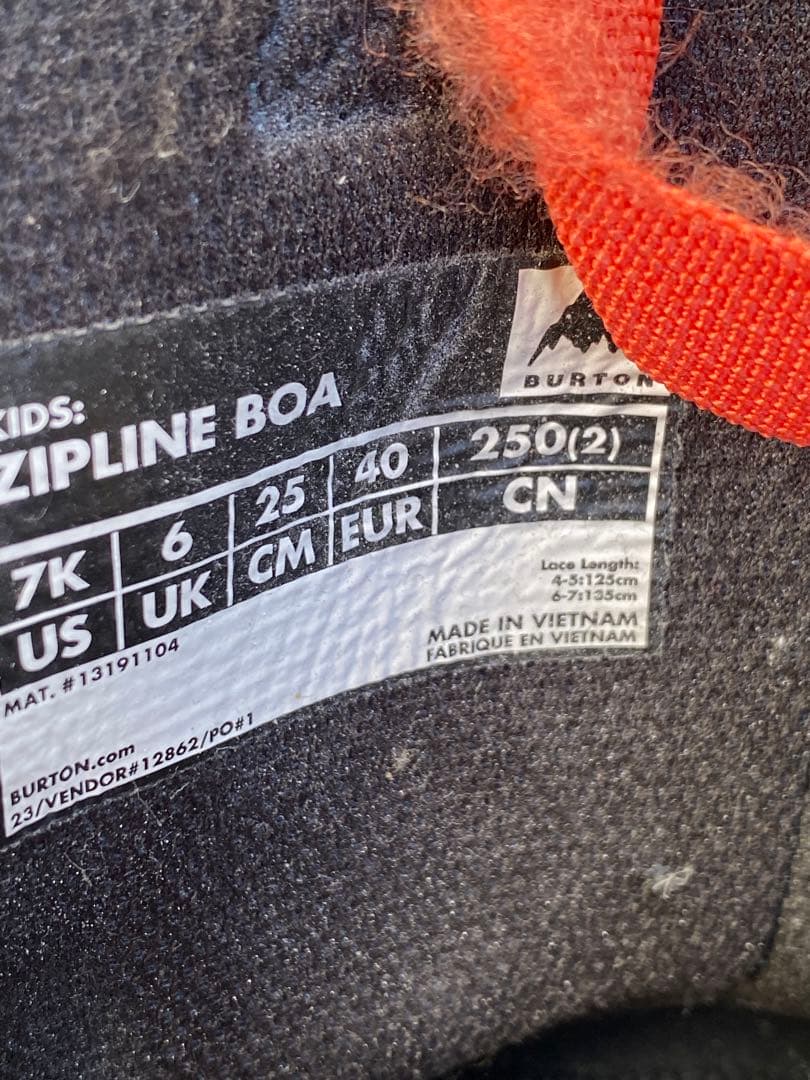 KIDS:
ZIPLINE BOA
BURTON
7K 6 25 40 250(2)
US UK CM EUR CN
MAT. #13191104
Lace Length:
4-5:125cm
6-7:135cm
MADE IN VIETNAM
FABRIQUE EN VIETNAM
BURTON.com
23/VENDOR#12862/PO#1